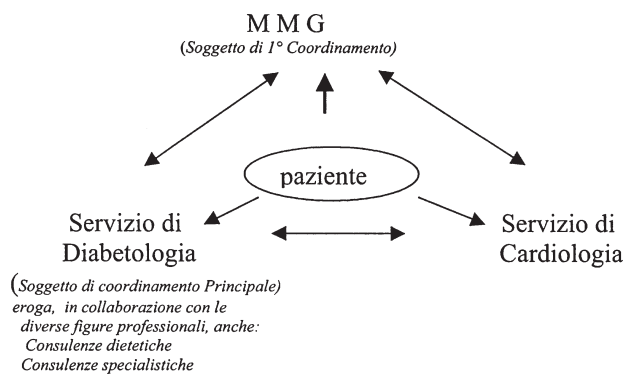 M M G
(Soggetto di 1° Coordinamento)
paziente
Servizio di
Diabetologia
(Soggetto di coordinamento Principale)
eroga, in collaborazione con le
diverse figure professionali, anche:
Consulenze dietetiche
Consulenze specialistiche
Servizio di
Cardiologia